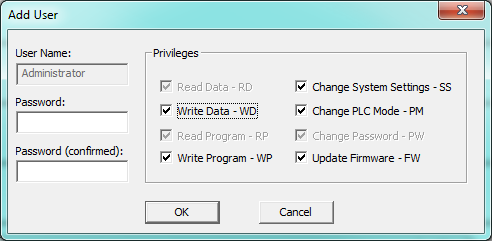 Add User
User Name:
Administrator
Password:
Password (confirmed):
Privileges
Read Data - RD
Write Data - WD
Read Program - RP
Write Program - WP
Change System Settings - SS
Change PLC Mode - PM
Change Password - PW
Update Firmware - FW
OK
Cancel